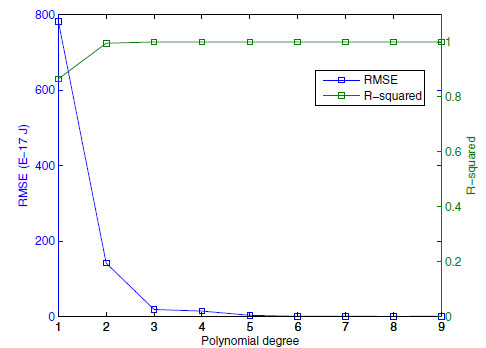 800
600
400
200
0
RMSE (E-17 J)
1
0.8
0.6
0.4
0.2
0
R-squared
RMSE
R-squared
1 2 3 4 5 6 7 8 9
Polynomial degree